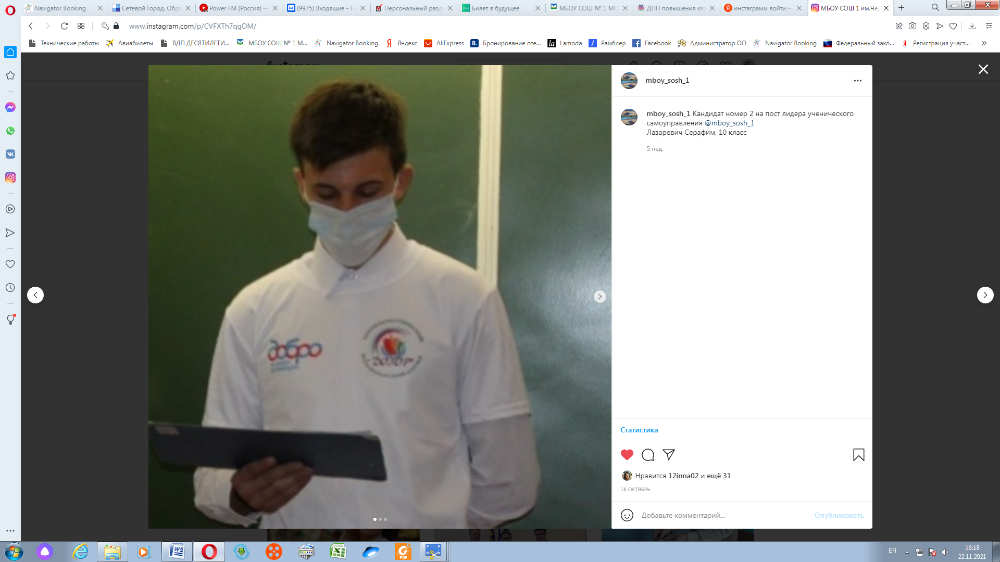 Navigator Booking
Сетевой Город. Обра
Power FM (Россия) —
(9975) Входящие - П
Персональный разд
Билет в будущее
МБОУ СОШ № 1 МО
ДПП повышения ква
инстаграмм войти —
МБОУ СОШ 1 им.Чер
www.instagram.com/p/CVFXTh7qgOM/
Технические работы
Авиабилеты
ВДП ДЕСЯТИЛЕТИ...
МБОУ СОШ № 1 М...
Navigator Booking
Яндекс
AliExpress
Бронирование оте...
Lamoda
Рамблер
Facebook
Администратор ОО
Navigator Booking
Федеральный зако...
Регистрация участ...
mboy_sosh_1
mboy_sosh_1 Кандидат номер 2 на пост лидера ученического
самоуправления @mboy_sosh_1
Лазаревич Серафим, 10 класс
5 нед.
добро
ДОЗОР
Статистика
Нравится 12inna02 и ещё 31
16 ОКТЯБРЬ
Добавьте комментарий...
Опубликовать
EN
16:18
22.11.2021